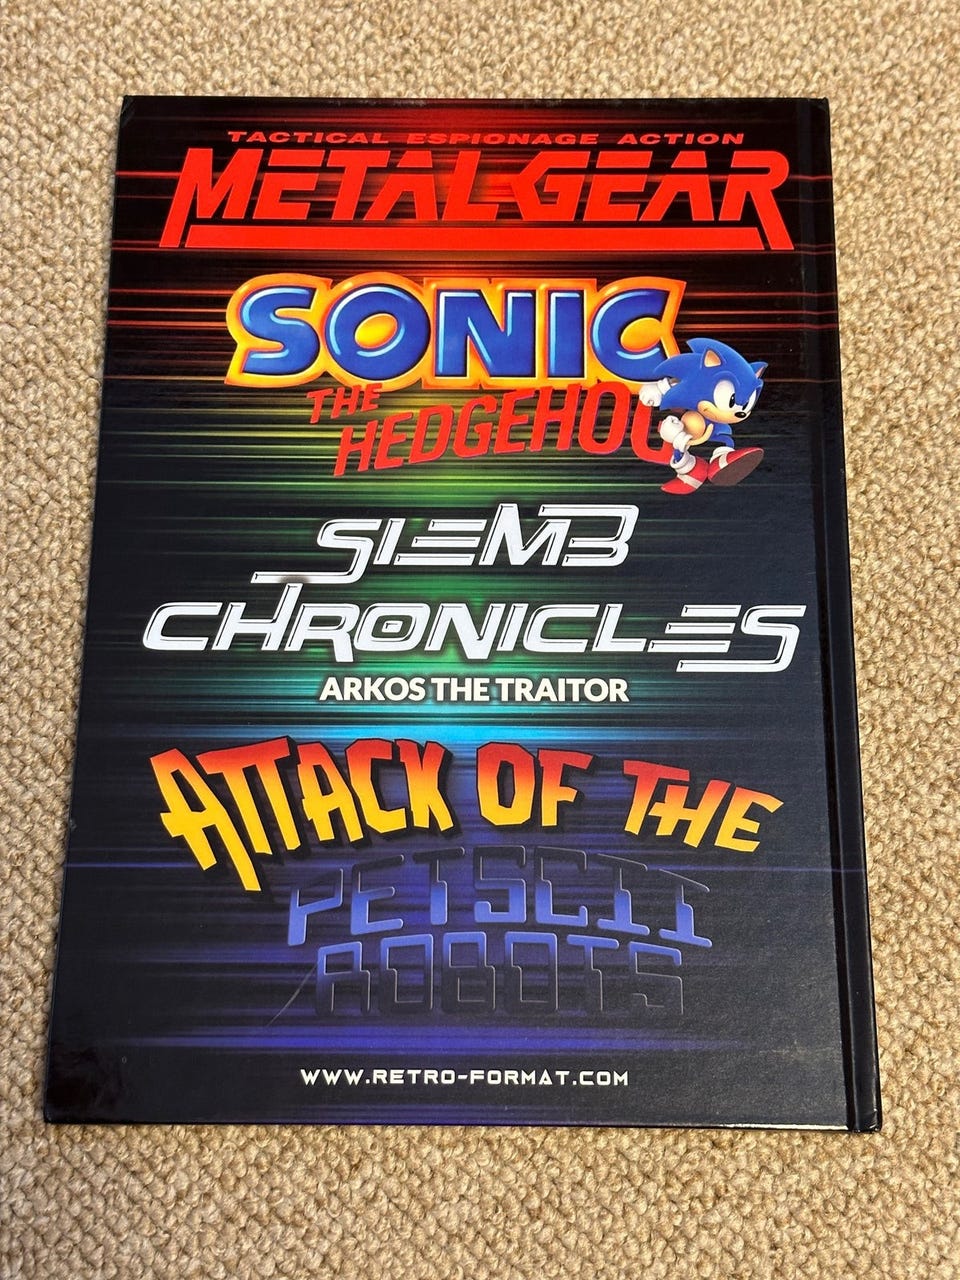 TACTICAL ESPIONAGE ACTION
METAL GEAR
SONIC
THE
HEDGEHOG
SIEMB
CHRONICLES
ARKOS THE TRAITOR
ATTACK OF THE
PETSCII
ROBOTS
WWW.RETRO-FORMAT.COM